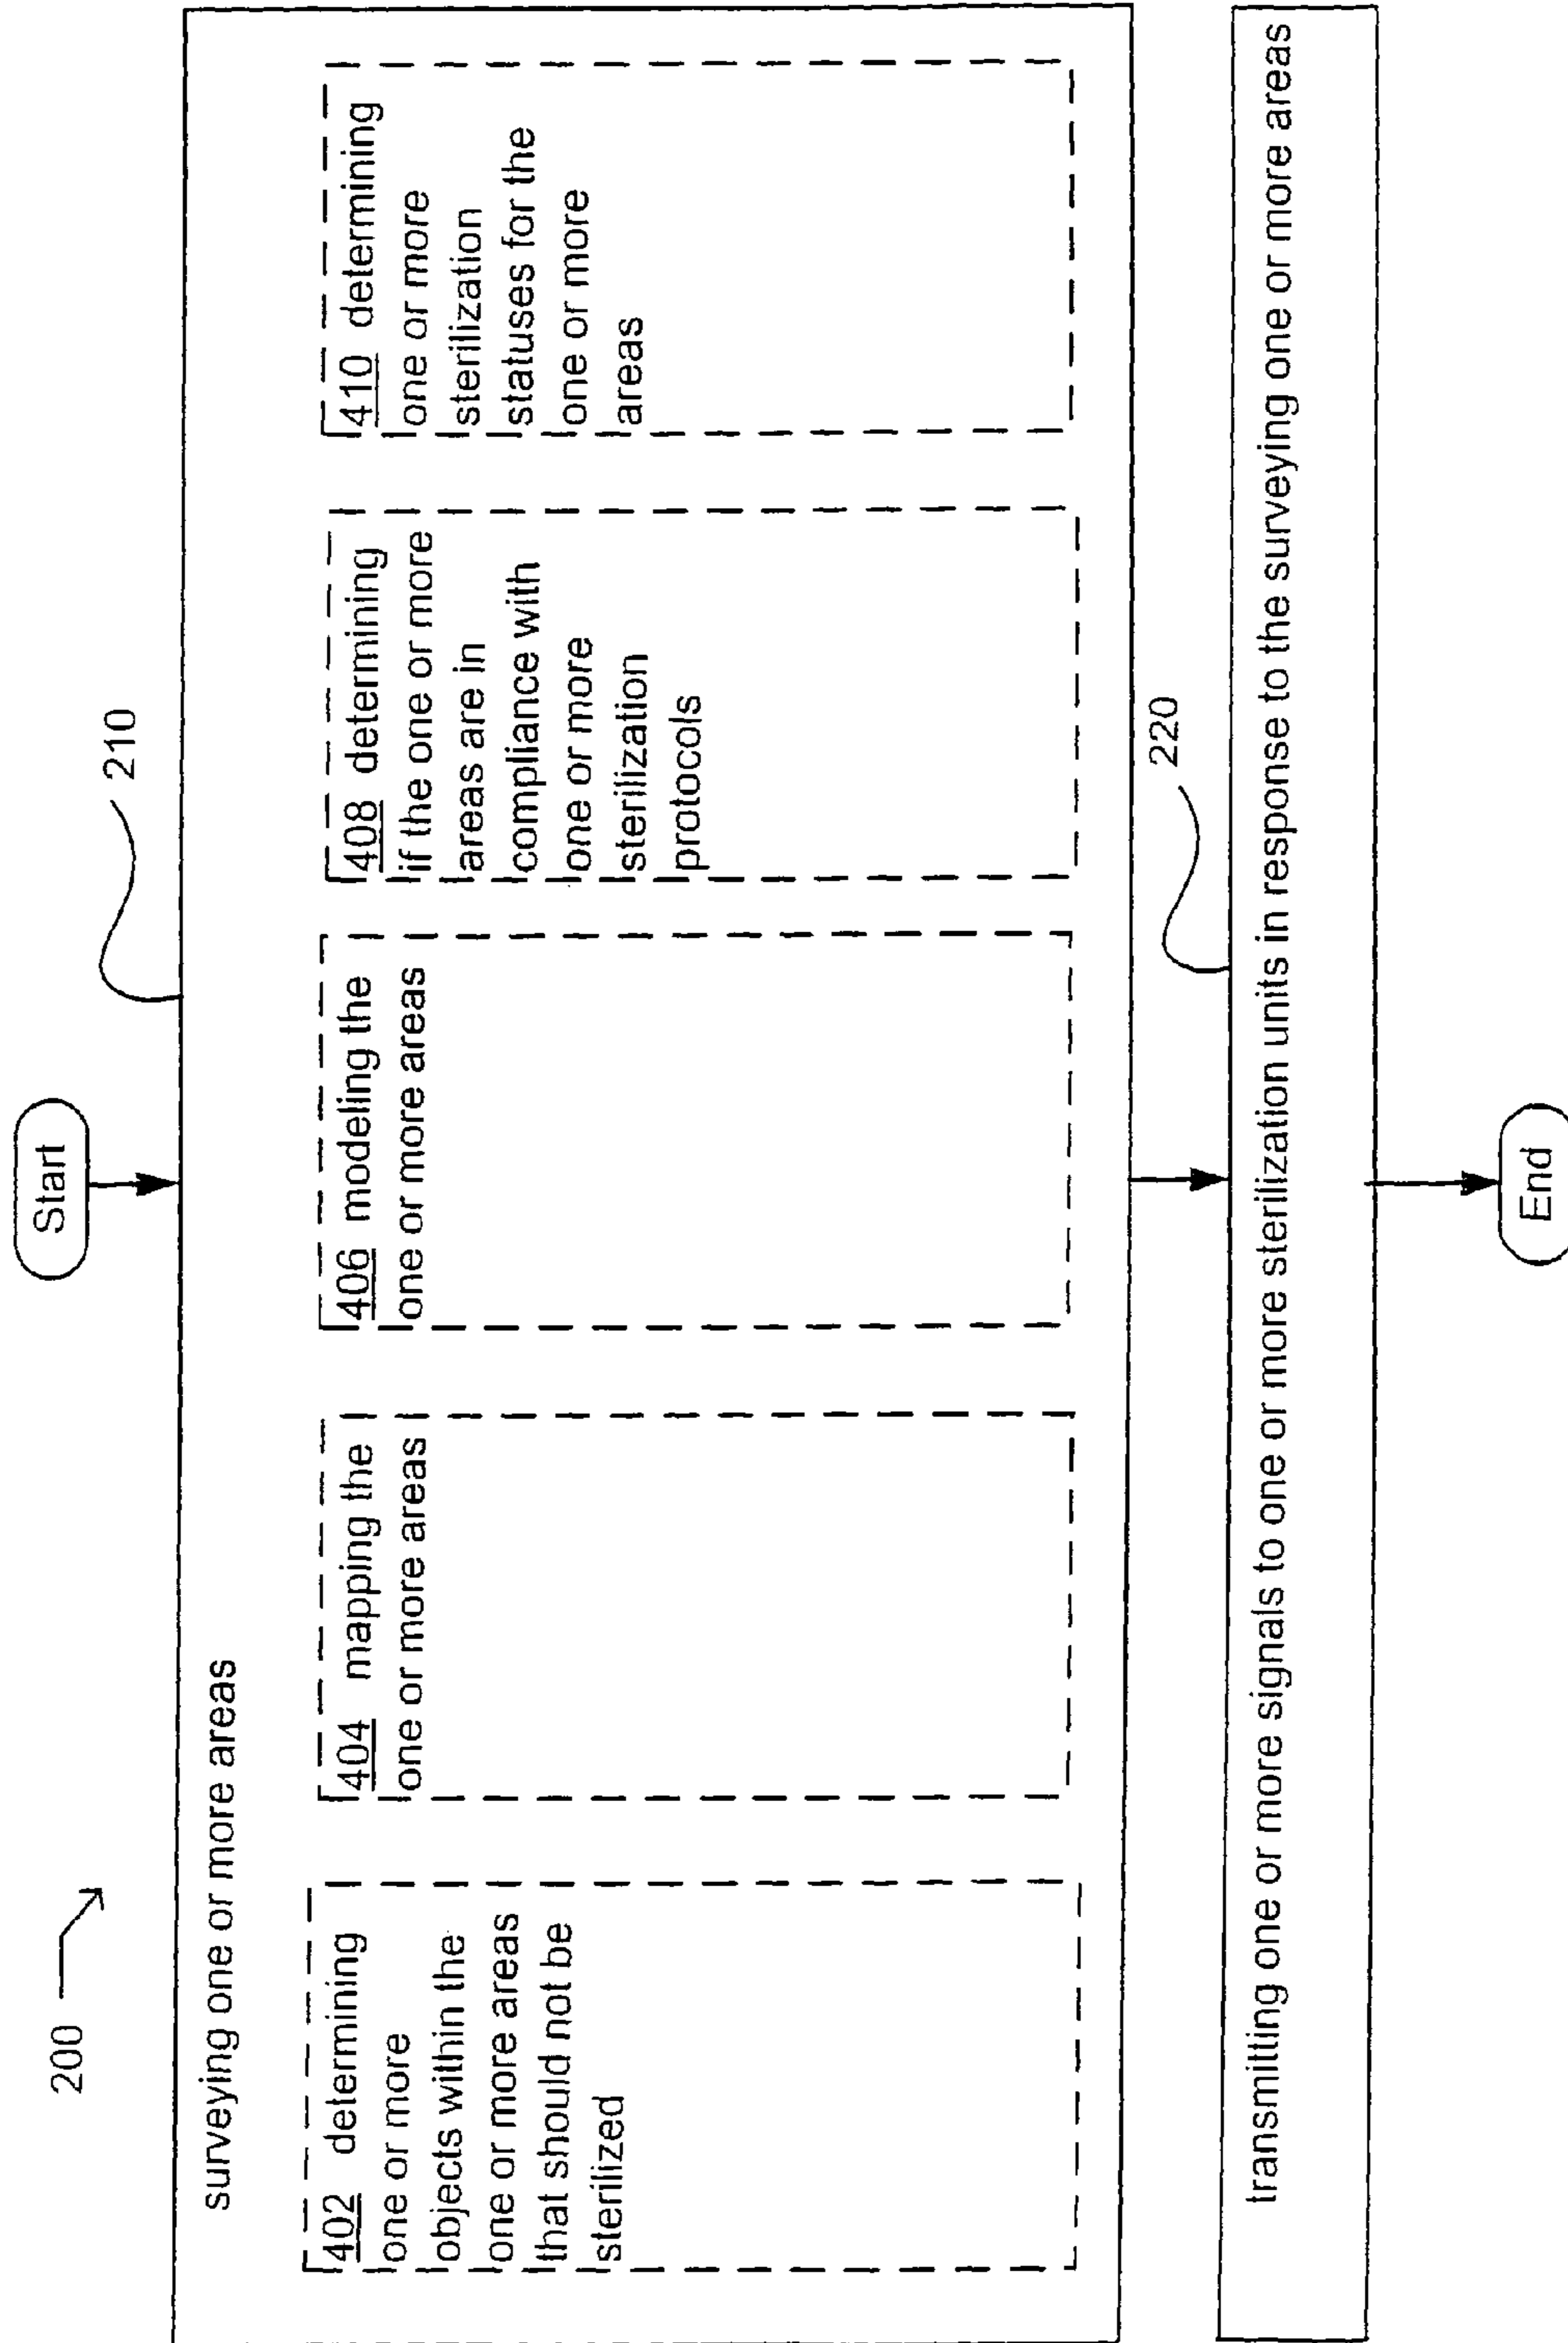 200
Start
210
surveying one or more areas
402 determining
one or more
objects within the
one or more areas
that should not be
sterilized
404 mapping the
one or more areas
406 modeling the
one or more areas
408 determining
if the one or more
areas are in
compliance with
one or more
sterilization
protocols
410 determining
one or more
sterilization
statuses for the
one or more
areas
220
transmitting one or more signals to one or more sterilization units in response to the surveying one or more areas
End